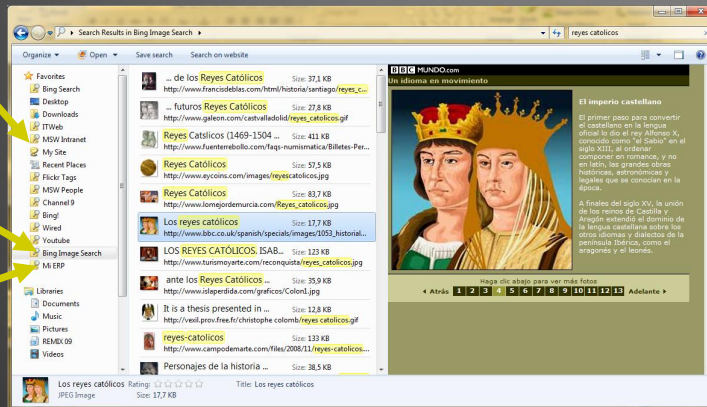 Search Results in Bing Image Search
reyes catolicos
Organize
Open
Save search
Search on website
Favorites
Bing Search
Desktop
Downloads
ITWeb
MSW Intranet
My Site
Recent Places
Flickr Tags
MSW People
Channel 9
Bing!
Wired
Youtube
Bing Image Search
Mi ERP
Libraries
Documents
Music
Pictures
REMIX 09
Videos
... de los Reyes Católicos Size: 37,1 KB
http://www.francisdeblas.com/html/historia/santiago/reyes_c...
... futuros Reyes Católicos Size: 27,8 KB
http://www.galeon.com/castvalladolid/reyes_catolicos.gif
Reyes Catslicos (1469-1504 ... Size: 411 KB
http://www.fuenterrebollo.com/faqs-numismatica/Billetes-Per...
Reyes Católicos Size: 57,5 KB
http://www.eycoins.com/images/reyescatolicos.jpg
Reyes Católicos Size: 83,7 KB
http://www.lomejordemurcia.com/Reyes_Catolicos.jpg
Los reyes católicos Size: 17,7 KB
http://www.bbc.co.uk/spanish/specials/images/1053_historial...
LOS REYES CATÓLICOS. ISAB... Size: 123 KB
http://www.turismoyarte.com/reconquista/reyes_catolicos.jpg
ante los Reyes Católicos ... Size: 35,9 KB
http://www.islaperdida.com/graficos/Colon1.jpg
It is a thesis presented in ... Size: 12,8 KB
http://vexil.prov.free.fr/christophe colomb/reyes catolicos.gif
reyes-catolicos Size: 133 KB
http://www.campodemarte.com/files/2008/11/reyes-catolicos....
Personajes de la historia ... Size: 38,5 KB
BBC MUNDO.com
Un idioma en movimiento
El imperio castellano
El primer paso para convertir
el castellano en la lengua
oficial lo dio el rey Alfonso X,
conocido como "el Sabio" en el
siglo XIII, al ordenar
componer en romance, y no
en latín, las grandes obras
históricas, astronómicas y
legales que se conocían en la
época.
A finales del siglo XV, la unión
de los reinos de Castilla y
Aragón extendió el dominio de
la lengua castellana sobre los
otros idiomas y dialectos de la
península Ibérica, como el
aragonés y el leonés.
Haga clic abajo para ver más
fotos
Atrás 1 2 3 4 5 6 7 8 9 10 11 12 13 Adelante
Los reyes católicos Rating: Title: Los reyes católicos
JPEG Image Size: 17,7 KB